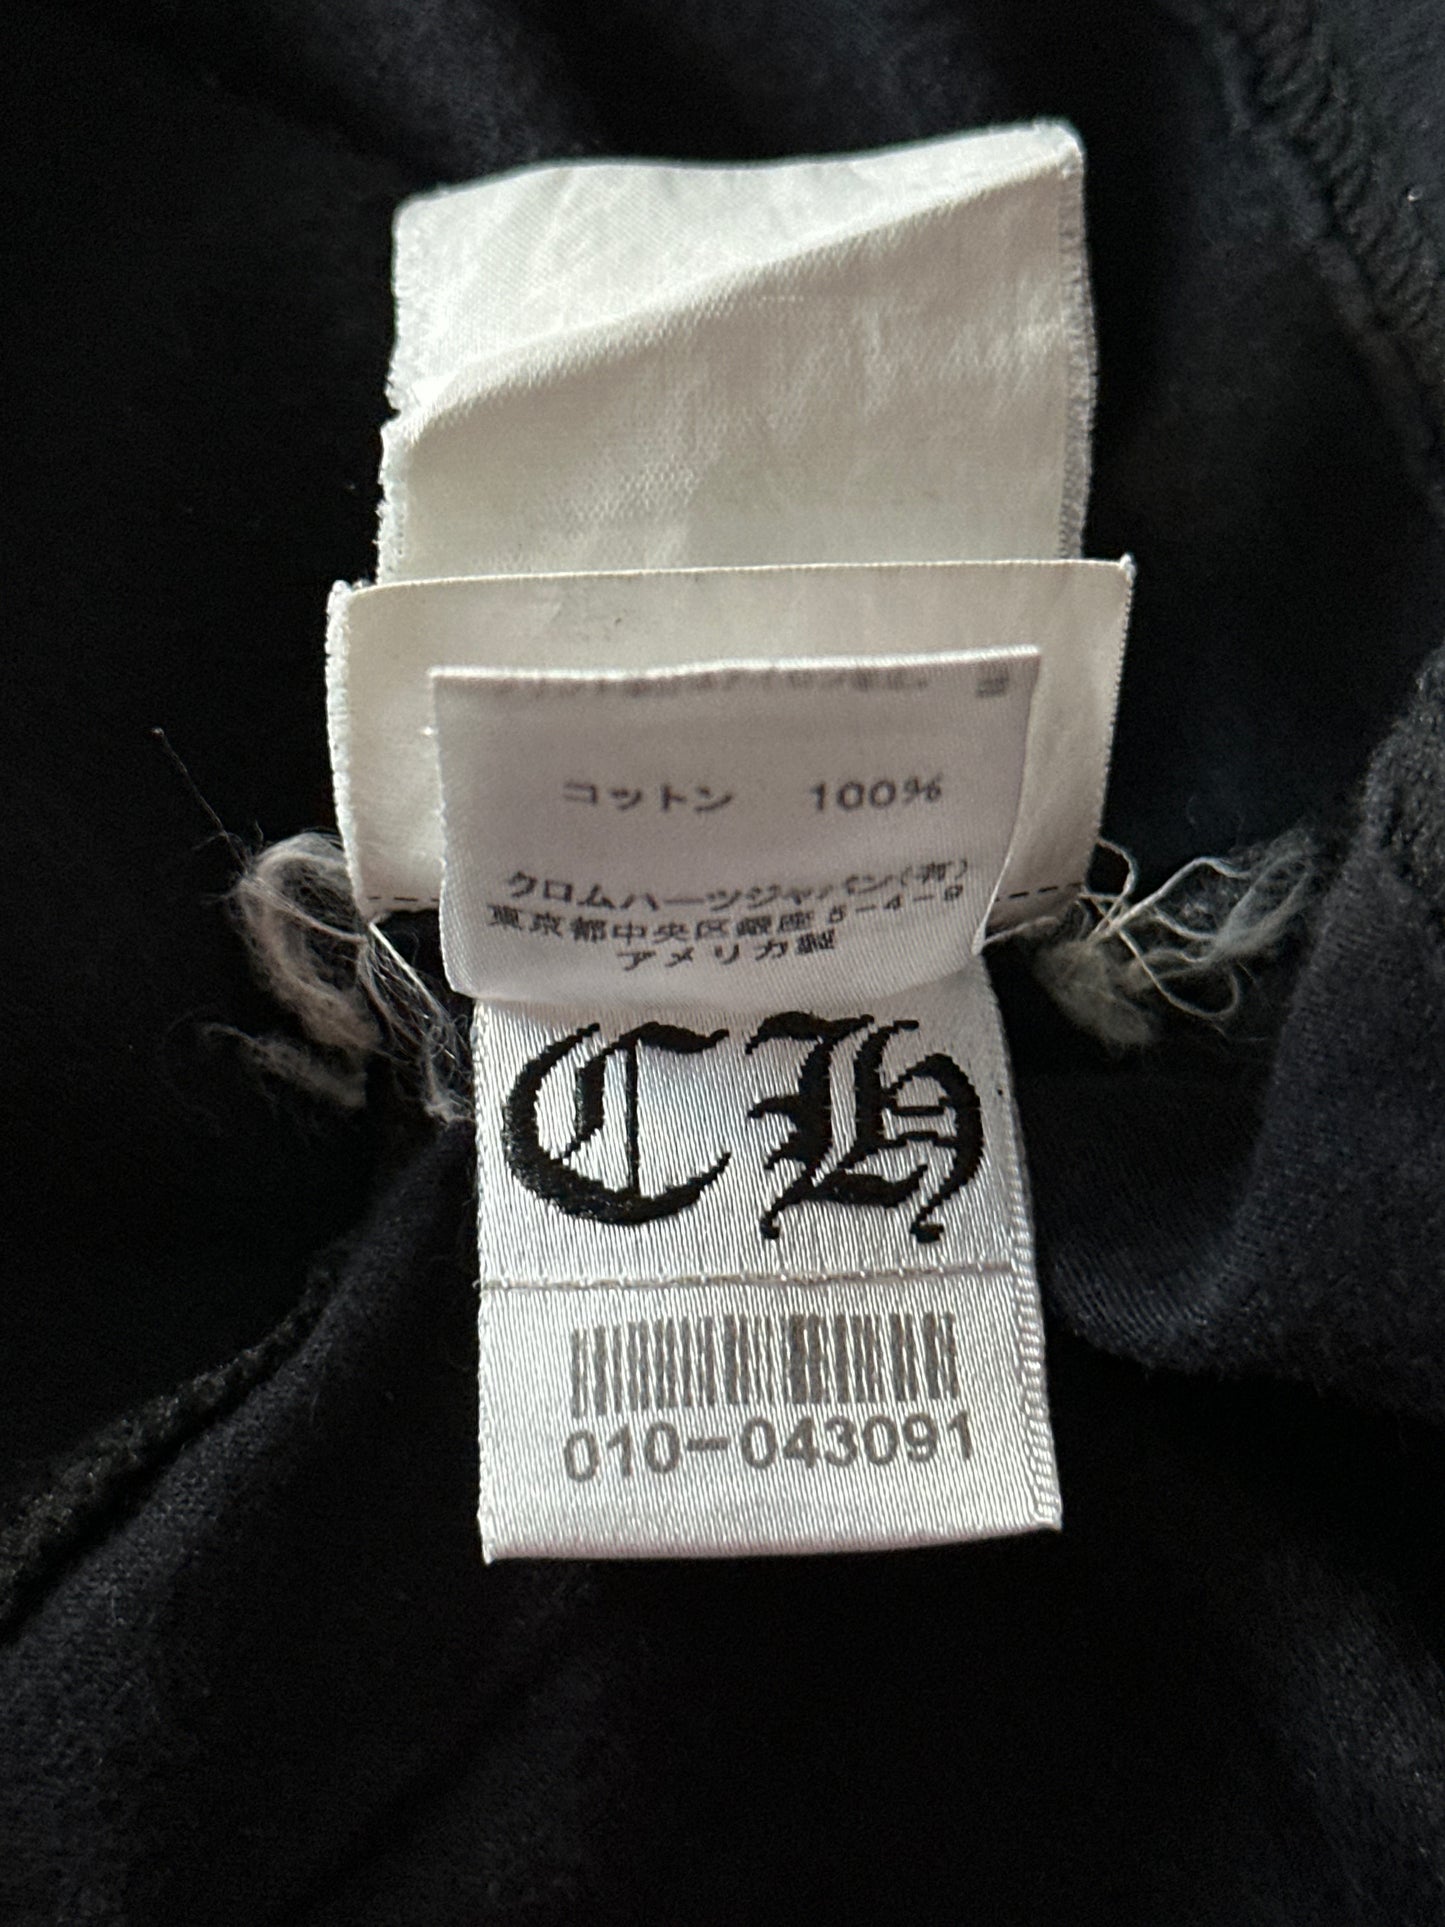 コットン 100%
クロムハーツジャパン(有)
東京都中央区銀座5-4-9
アメリカ製
CH
010-043091